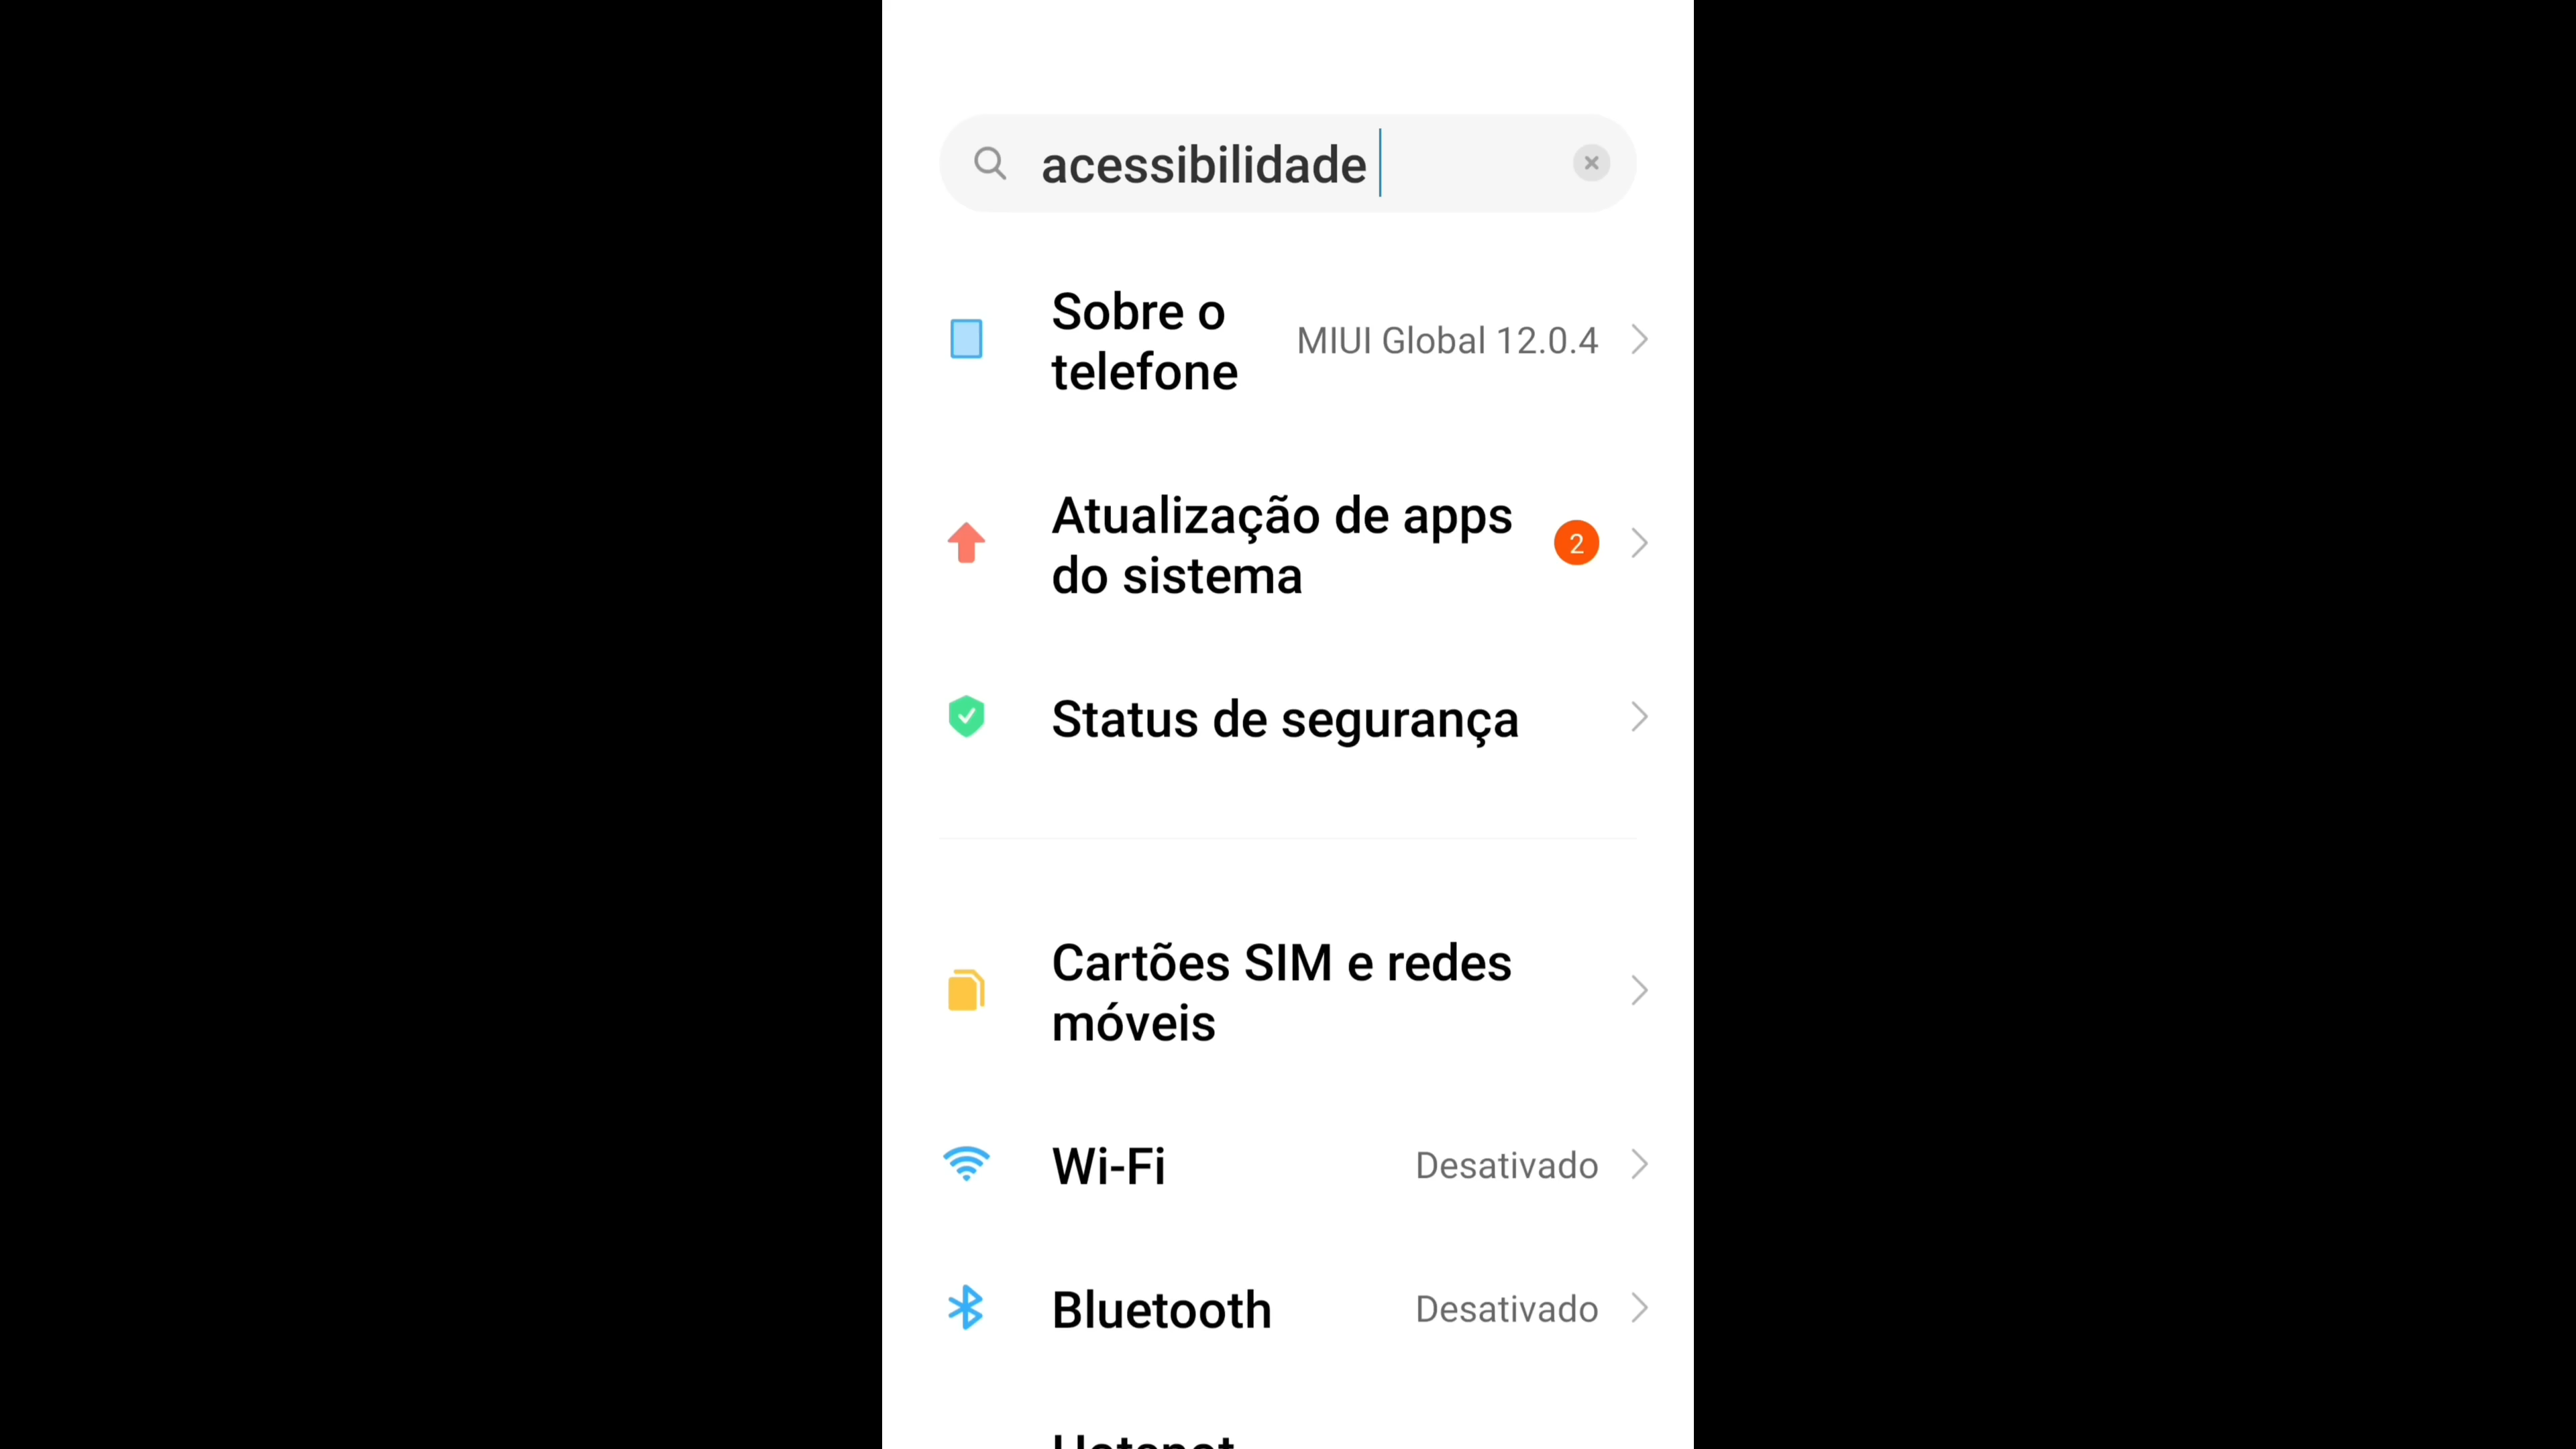 acessibilidade
Sobre o
telefone
MIUI Global 12.0.4
Atualização de apps
do sistema
2
Status de segurança
Cartões SIM e redes
móveis
Wi-Fi
Desativado
Bluetooth
Desativado
Hotspot